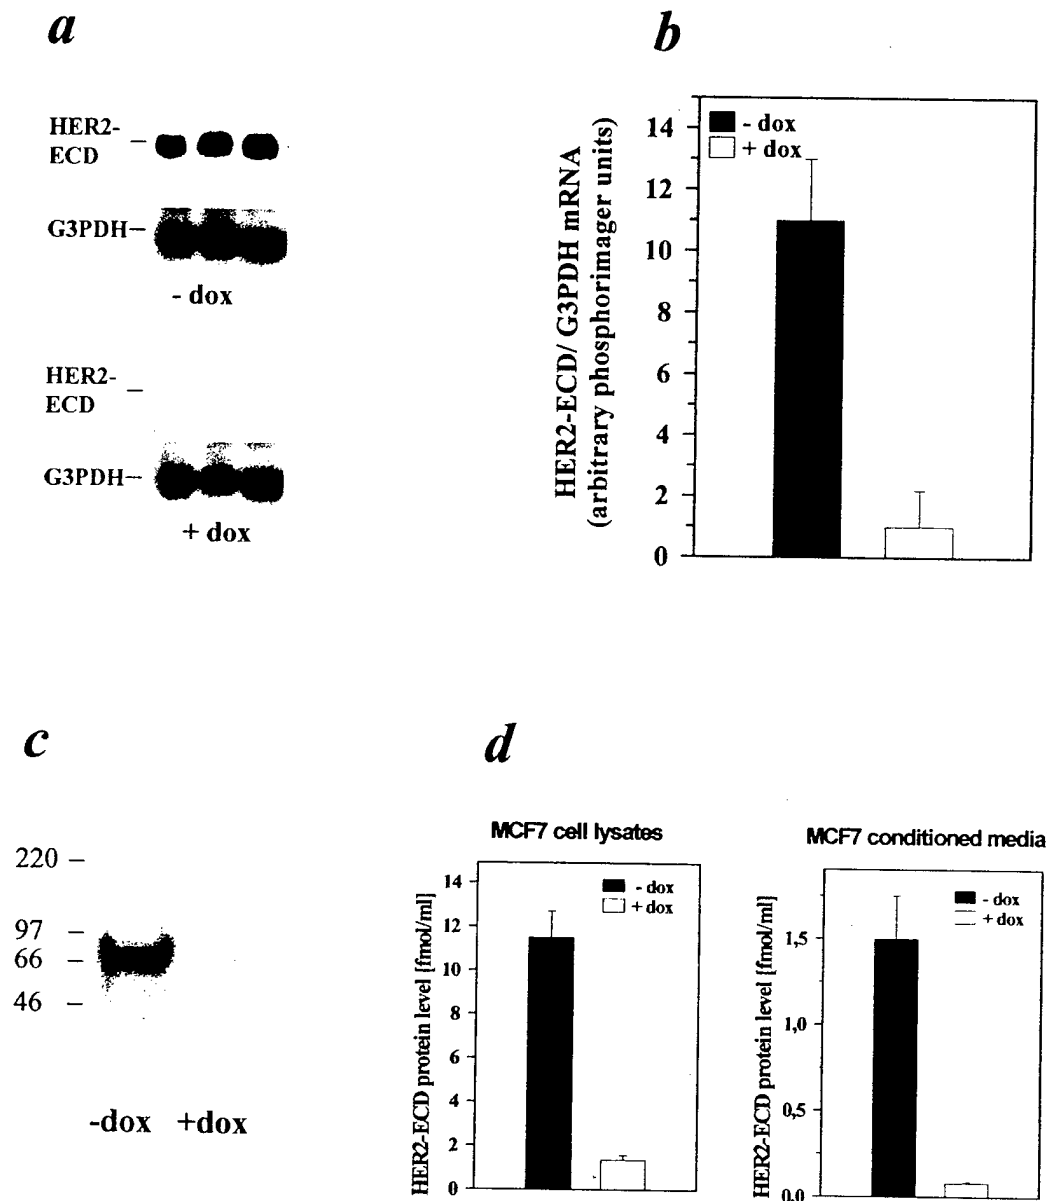 a
HER2-
ECD
G3PDH
- dox
HER2-
ECD
G3PDH
+ dox
b
HER2-ECD/ G3PDH mRNA
(arbitrary phosphorimager units)
14
12
10
8
6
4
2
0
- dox
+ dox
c
220
97
66
46
-dox +dox
d
MCF7 cell lysates
HER2-ECD protein level [fmol/ml]
14
12
10
8
6
4
2
0
- dox
+ dox
MCF7 conditioned media
HER2-ECD protein level [fmol/ml]
1,5
1,0
0,5
0,0
- dox
+ dox